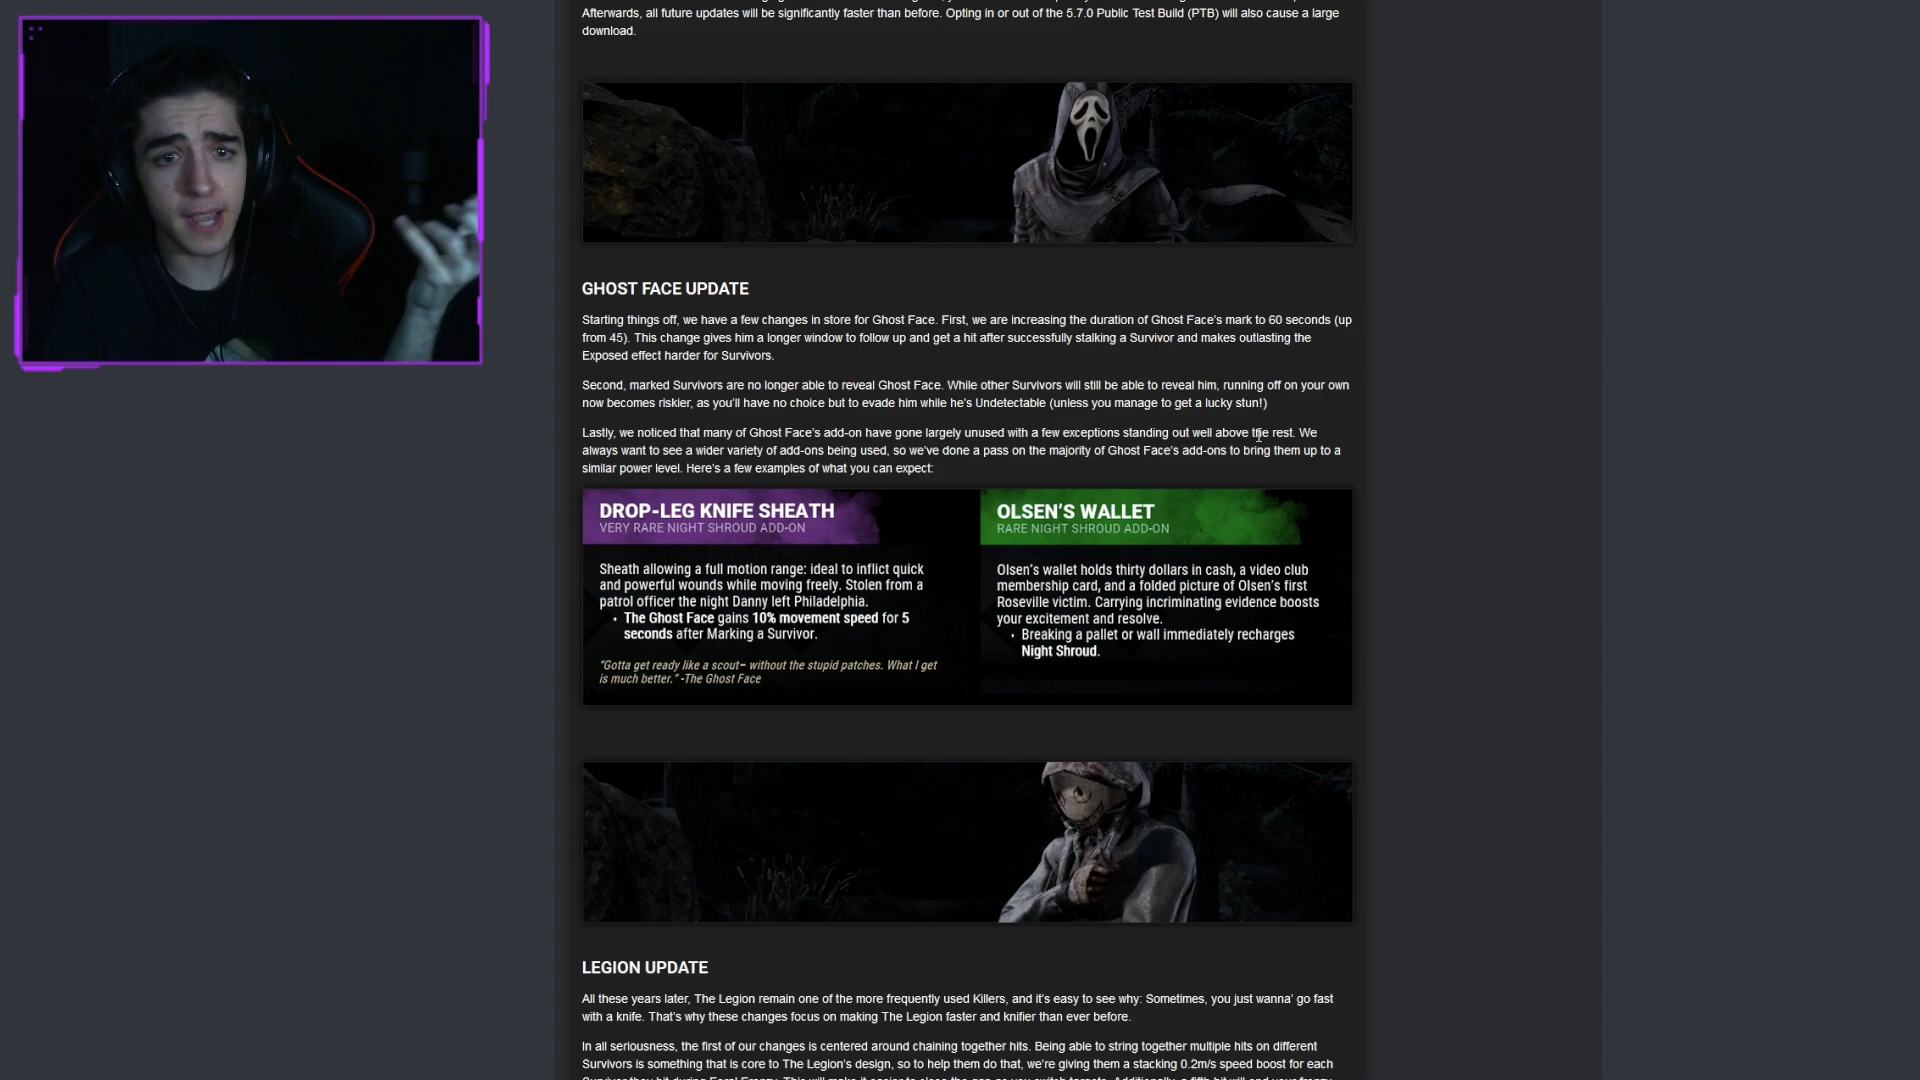 Afterwards, all future updates will be significantly faster than before. Opting in or out of the 5.7.0 Public Test Build (PTB) will also cause a large
download.
GHOST FACE UPDATE
Starting things off, we have a few changes in store for Ghost Face. First, we are increasing the duration of Ghost Face's mark to 60 seconds (up
from 45). This change gives him a longer window to follow up and get a hit after successfully stalking a Survivor and makes outlasting the
Exposed effect harder for Survivors.
Second, marked Survivors are no longer able to reveal Ghost Face. While other Survivors will still be able to reveal him, running off on your own
now becomes riskier, as you'll have no choice but to evade him while he's Undetectable (unless you manage to get a lucky stun!)
Lastly, we noticed that many of Ghost Face's add-on have gone largely unused with a few exceptions standing out well above the rest. We
always want to see a wider variety of add-ons being used, so we've done a pass on the majority of Ghost Face's add-ons to bring them up to a
similar power level. Here's a few examples of what you can expect:
DROP-LEG KNIFE SHEATH
VERY RARE NIGHT SHROUD ADD-ON
Sheath allowing a full motion range: ideal to inflict quick
and powerful wounds while moving freely. Stolen from a
patrol officer the night Danny left Philadelphia.
• The Ghost Face gains 10% movement speed for 5
seconds after Marking a Survivor.
"Gotta get ready like a scout– without the stupid patches. What I get
is much better." -The Ghost Face
OLSEN'S WALLET
RARE NIGHT SHROUD ADD-ON
Olsen's wallet holds thirty dollars in cash, a video club
membership card, and a folded picture of Olsen's first
Roseville victim. Carrying incriminating evidence boosts
your excitement and resolve.
• Breaking a pallet or wall immediately recharges
Night Shroud.
LEGION UPDATE
All these years later, The Legion remain one of the more frequently used Killers, and it's easy to see why: Sometimes, you just wanna' go fast
with a knife. That's why these changes focus on making The Legion faster and knifier than ever before.
In all seriousness, the first of our changes is centered around chaining together hits. Being able to string together multiple hits on different
Survivors is something that is core to The Legion's design, so to help them do that, we're giving them a stacking 0.2m/s speed boost for each